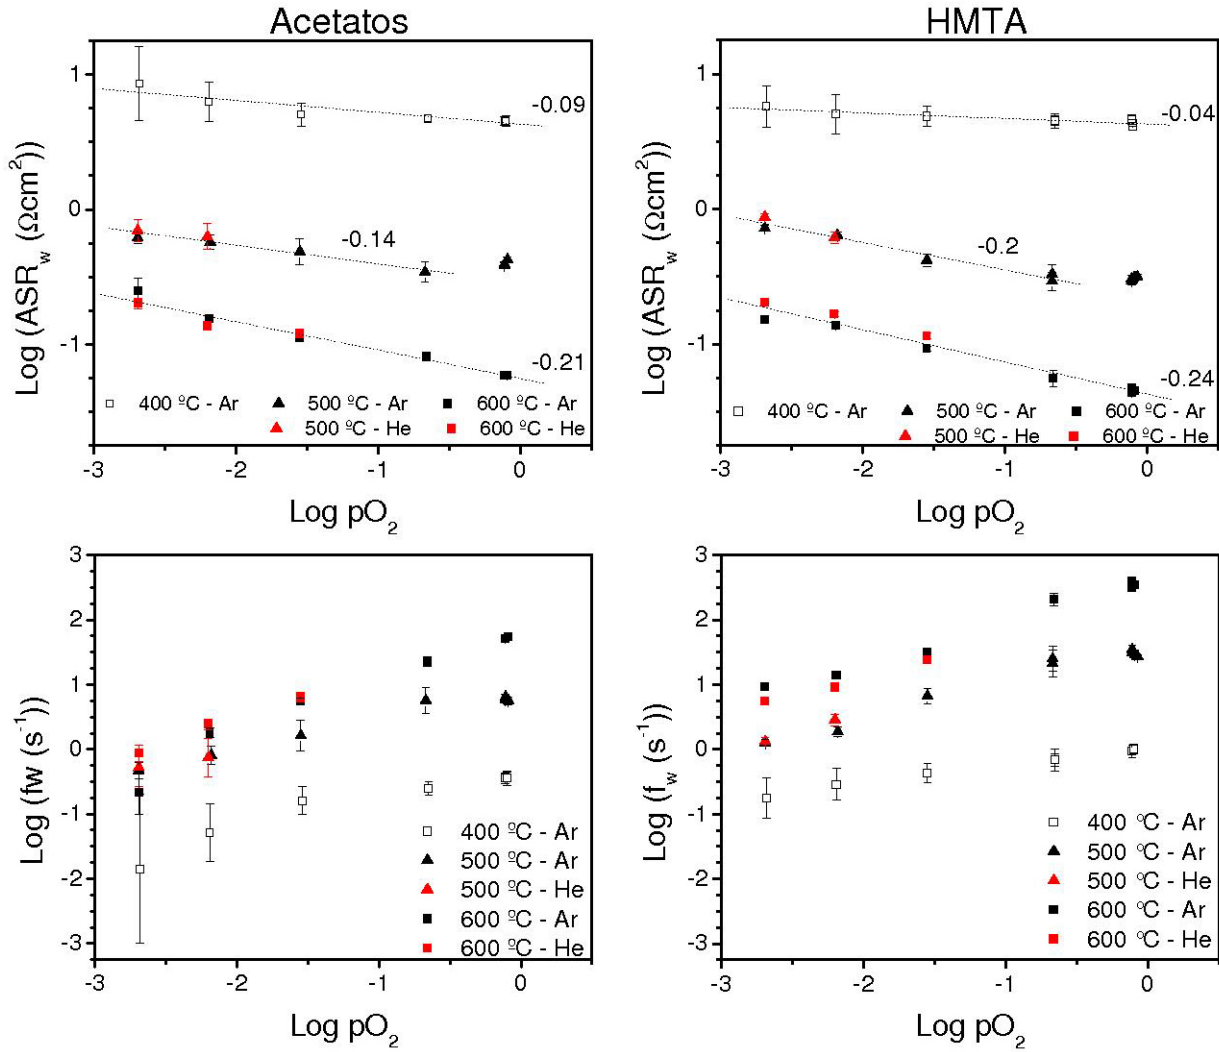 Acetatos
HMTA
Log (ASR_w (Ωcm²))
1
0
-1
-0.09
-0.14
-0.21
400 ºC - Ar
500 ºC - Ar
600 ºC - Ar
500 ºC - He
600 ºC - He
-3
-2
-1
0
Log pO₂
Log (ASR_w (Ωcm²))
1
0
-1
-0.04
-0.2
-0.24
400 ºC - Ar
500 ºC - Ar
600 ºC - Ar
500 ºC - He
600 ºC - He
-3
-2
-1
0
Log pO₂
Log (fw (s⁻¹))
3
2
1
0
-1
-2
-3
400 ºC - Ar
500 ºC - Ar
500 ºC - He
600 ºC - Ar
600 ºC - He
-3
-2
-1
0
Log pO₂
Log (f_w (s⁻¹))
3
2
1
0
-1
-2
-3
400 °C - Ar
500 °C - Ar
500 °C - He
600 °C - Ar
600 °C - He
-3
-2
-1
0
Log pO₂